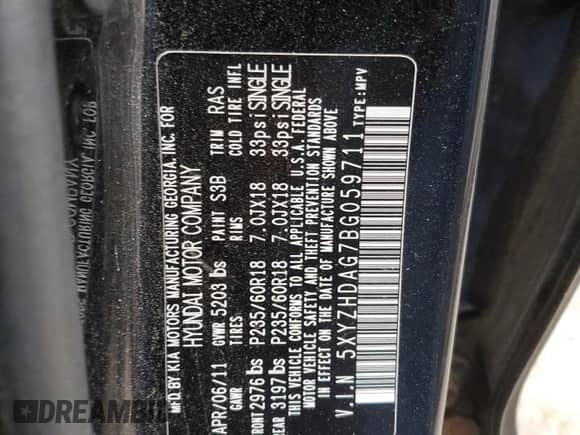 MFD.BY KIA MOTORS MANUFACTURING GEORGIA, INC. FOR
HYUNDAI MOTOR COMPANY
APR/06/11 GVWR 5203 lbs PAINT S3B TRIM RAS
GAWR TIRES RIMS COLD TIRE INFL
FRONT 2976 lbs P235/60R18 7.0JX18 33psi SINGLE
REAR 3197 lbs P235/60R18 7.0JX18 33psi SINGLE
THIS VEHICLE CONFORMS TO ALL APPLICABLE U.S.A. FEDERAL
MOTOR VEHICLE SAFETY AND THEFT PREVENTION STANDARDS
IN EFFECT ON THE DATE OF MANUFACTURE SHOWN ABOVE
V.I.N 5XYZHDAG7BG059711 TYPE:MPV
DREAMBID